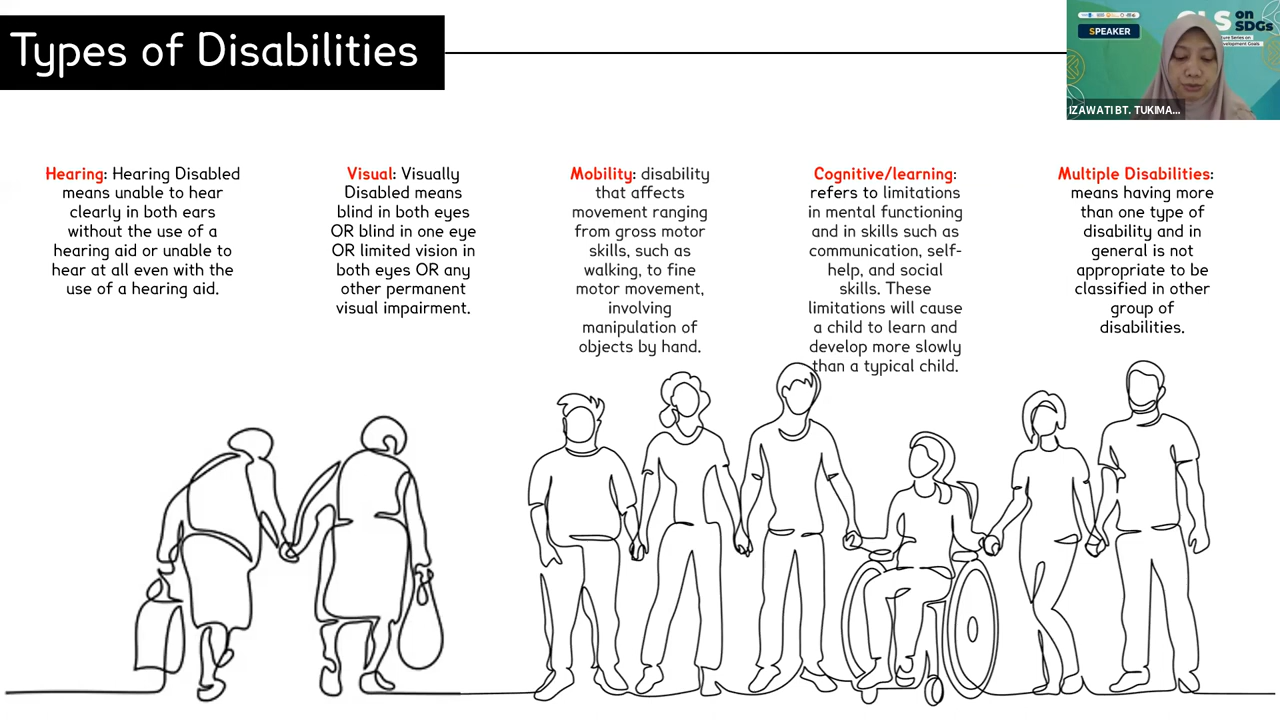 Types of Disabilities
SPEAKER
on
SDGs
IZAWATI BT. TUKIMA...
Hearing: Hearing Disabled
means unable to hear
clearly in both ears
without the use of a
hearing aid or unable to
hear at all even with the
use of a hearing aid.
Visual: Visually
Disabled means
blind in both eyes
OR blind in one eye
OR limited vision in
both eyes OR any
other permanent
visual impairment.
Mobility: disability
that affects
movement ranging
from gross motor
skills, such as
walking, to fine
motor movement,
involving
manipulation of
objects by hand.
Cognitive/learning:
refers to limitations
in mental functioning
and in skills such as
communication, self-
help, and social
skills. These
limitations will cause
a child to learn and
develop more slowly
than a typical child.
Multiple Disabilities:
means having more
than one type of
disability and in
general is not
appropriate to be
classified in other
group of
disabilities.